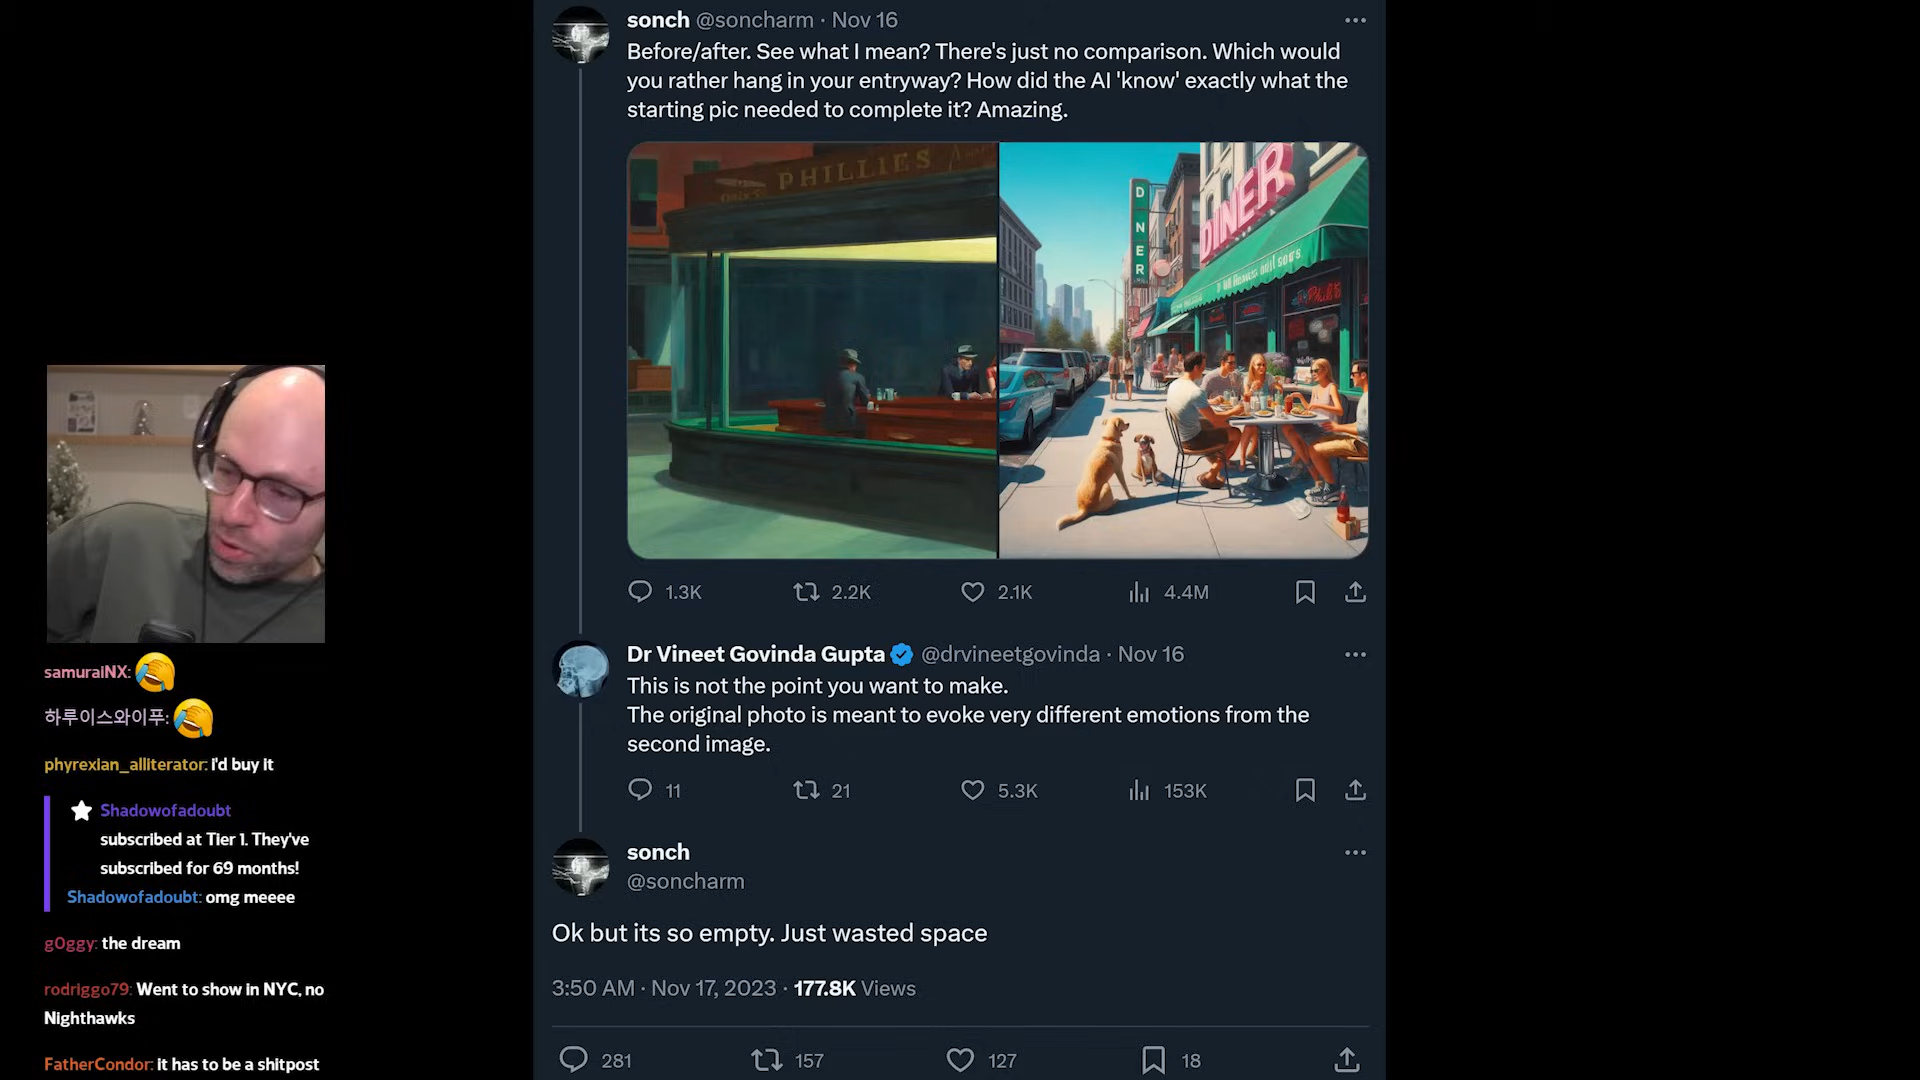 sonch @soncharm · Nov 16
Before/after. See what I mean? There's just no comparison. Which would
you rather hang in your entryway? How did the AI 'know' exactly what the
starting pic needed to complete it? Amazing.
PHILLIES
DINER
DINER
1.3K 2.2K 2.1K 4.4M
Dr Vineet Govinda Gupta @drvineetgovinda · Nov 16
This is not the point you want to make.
The original photo is meant to evoke very different emotions from the
second image.
11 21 5.3K 153K
sonch
@soncharm
Ok but its so empty. Just wasted space
3:50 AM · Nov 17, 2023 · 177.8K Views
281 157 127 18
samuraiNX:
하루이스와이푸:
phyrexian_alliterator: i'd buy it
Shadowofadoubt
subscribed at Tier 1. They've
subscribed for 69 months!
Shadowofadoubt: omg meeee
g0ggy: the dream
rodriggo79: Went to show in NYC, no
Nighthawks
FatherCondor: it has to be a shitpost